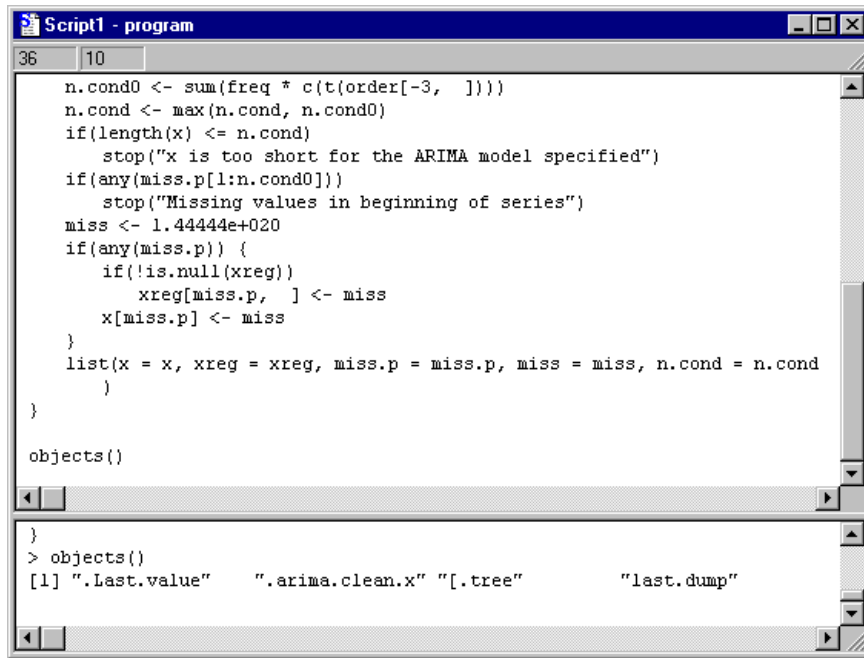 Script1 - program
36 10
n.cond0 <- sum(freq * c(t(order[-3,  ])))
n.cond <- max(n.cond, n.cond0)
if(length(x) <= n.cond)
stop("x is too short for the ARIMA model specified")
if(any(miss.p[1:n.cond0]))
stop("Missing values in beginning of series")
miss <- 1.44444e+020
if(any(miss.p)) {
if(!is.null(xreg))
xreg[miss.p,  ] <- miss
x[miss.p] <- miss
}
list(x = x, xreg = xreg, miss.p = miss.p, miss = miss, n.cond = n.cond
)
}
objects()
}
> objects()
[1] ".Last.value"    ".arima.clean.x" "[.tree"         "last.dump"